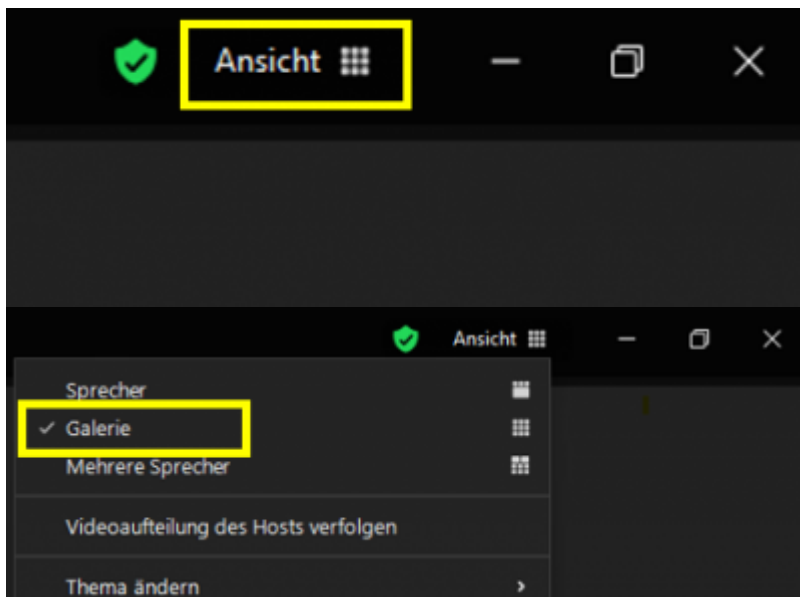 Ansicht
Ansicht
Sprecher
Galerie
Mehrere Sprecher
Videoaufteilung des Hosts verfolgen
Thema ändern